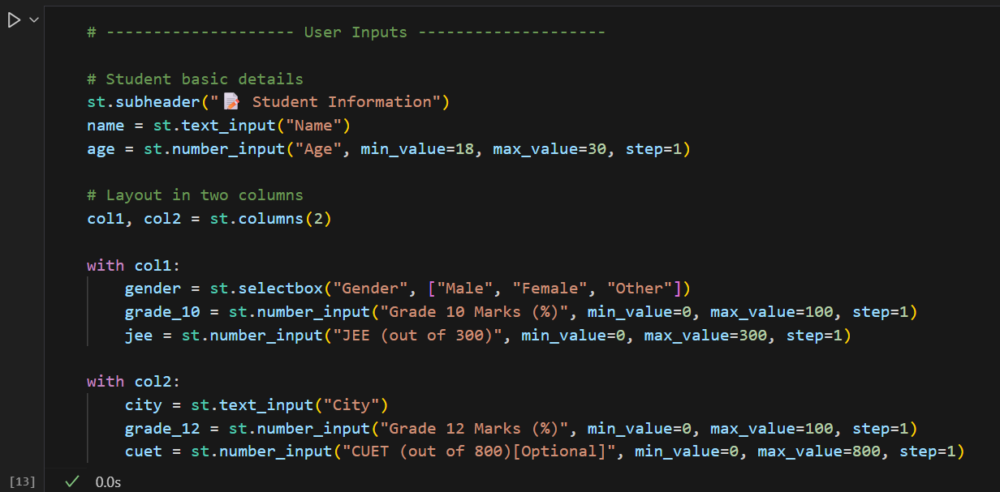 # -------------------- User Inputs --------------------
# Student basic details
st.subheader("📝 Student Information")
name = st.text_input("Name")
age = st.number_input("Age", min_value=18, max_value=30, step=1)
# Layout in two columns
col1, col2 = st.columns(2)
with col1:
    gender = st.selectbox("Gender", ["Male", "Female", "Other"])
    grade_10 = st.number_input("Grade 10 Marks (%)", min_value=0, max_value=100, step=1)
    jee = st.number_input("JEE (out of 300)", min_value=0, max_value=300, step=1)
with col2:
    city = st.text_input("City")
    grade_12 = st.number_input("Grade 12 Marks (%)", min_value=0, max_value=100, step=1)
    cuet = st.number_input("CUET (out of 800)[Optional]", min_value=0, max_value=800, step=1)
[13] ✓ 0.0s